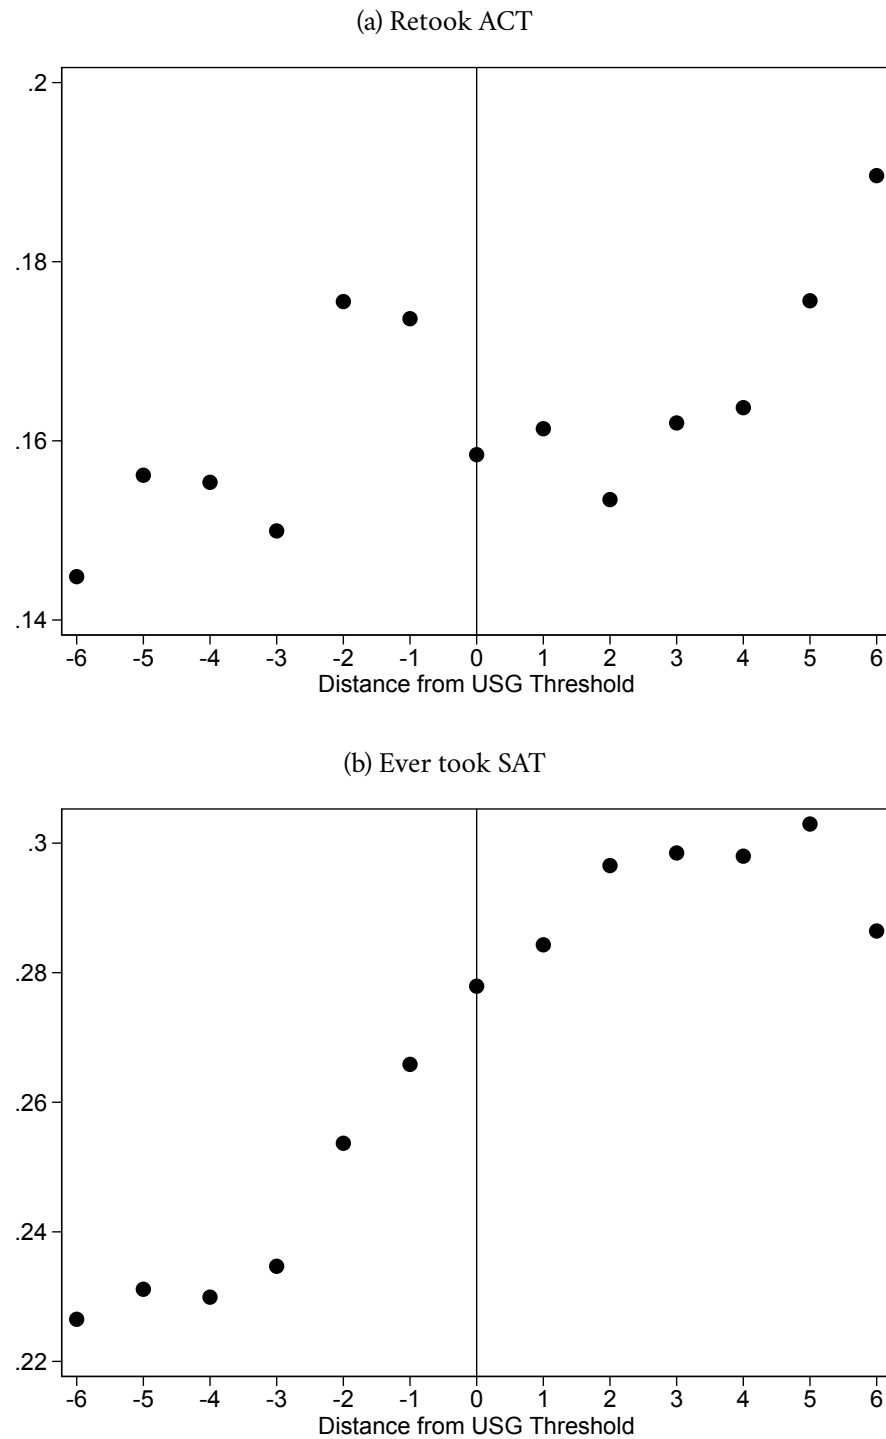 (a) Retook ACT
.2
.18
.16
.14
-6 -5 -4 -3 -2 -1 0 1 2 3 4 5 6
Distance from USG Threshold
(b) Ever took SAT
.3
.28
.26
.24
.22
-6 -5 -4 -3 -2 -1 0 1 2 3 4 5 6
Distance from USG Threshold